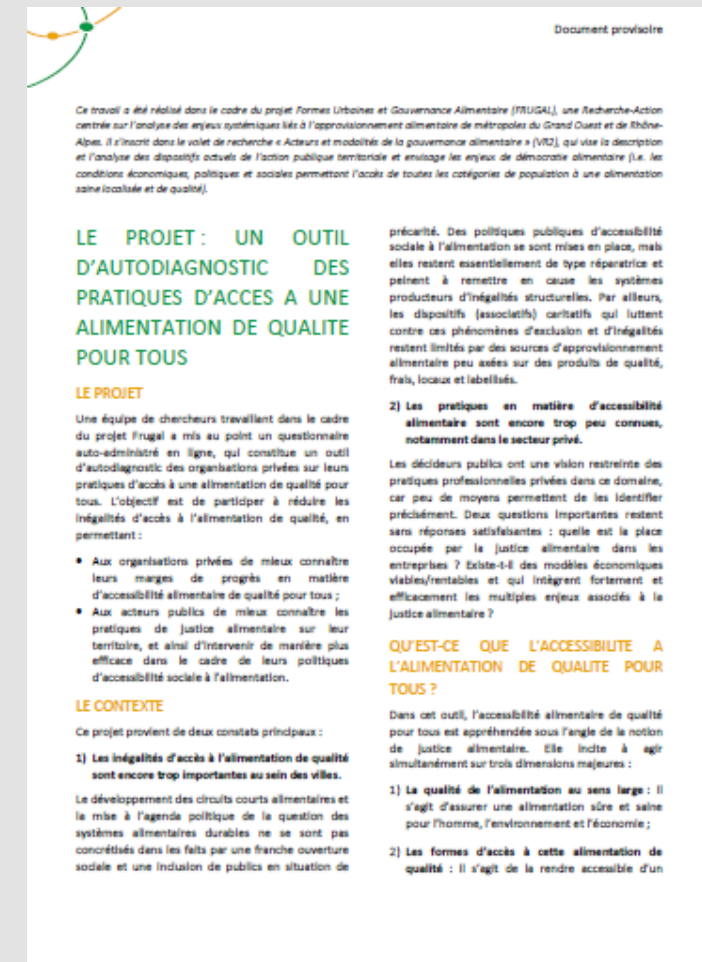 Document provisoire
Ce travail a été réalisé dans le cadre du projet Formes Urbaines et Gouvernance Alimentaire (FRUGAL), une Recherche-Action
centrée sur l'analyse des enjeux systémiques liés à l'approvisionnement alimentaire de métropoles du Grand Ouest et de Rhône-
Alpes. Il s'inscrit dans le volet de recherche « Acteurs et modalités de la gouvernance alimentaire » (VR2), qui vise la description
et l'analyse des dispositifs actuels de l'action publique territoriale et envisage les enjeux de démocratie alimentaire (i.e. les
conditions économiques, politiques et sociales permettant l'accès de toutes les catégories de population à une alimentation
saine localisée et de qualité).
LE PROJET : UN OUTIL
D'AUTODIAGNOSTIC DES
PRATIQUES D'ACCES A UNE
ALIMENTATION DE QUALITE
POUR TOUS
LE PROJET
Une équipe de chercheurs travaillant dans le cadre
du projet Frugal a mis au point un questionnaire
auto-administré en ligne, qui constitue un outil
d'autodiagnostic des organisations privées sur leurs
pratiques d'accès à une alimentation de qualité pour
tous. L'objectif est de participer à réduire les
inégalités d'accès à l'alimentation de qualité, en
permettant :
• Aux organisations privées de mieux connaître
leurs marges de progrès en matière
d'accessibilité alimentaire de qualité pour tous ;
• Aux acteurs publics de mieux connaître les
pratiques de justice alimentaire sur leur
territoire, et ainsi d'intervenir de manière plus
efficace dans le cadre de leurs politiques
d'accessibilité sociale à l'alimentation.
LE CONTEXTE
Ce projet provient de deux constats principaux :
1) Les inégalités d'accès à l'alimentation de qualité
sont encore trop importantes au sein des villes.
Le développement des circuits courts alimentaires et
la mise à l'agenda politique de la question des
systèmes alimentaires durables ne se sont pas
concrétisés dans les faits par une franche ouverture
sociale et une inclusion de publics en situation de
précarité. Des politiques publiques d'accessibilité
sociale à l'alimentation se sont mises en place, mais
elles restent essentiellement de type réparatrice et
peinent à remettre en cause les systèmes
producteurs d'inégalités structurelles. Par ailleurs,
les dispositifs (associatifs) caritatifs qui luttent
contre ces phénomènes d'exclusion et d'inégalités
restent limités par des sources d'approvisionnement
alimentaire peu axées sur des produits de qualité,
frais, locaux et labellisés.
2) Les pratiques en matière d'accessibilité
alimentaire sont encore trop peu connues,
notamment dans le secteur privé.
Les décideurs publics ont une vision restreinte des
pratiques professionnelles privées dans ce domaine,
car peu de moyens permettent de les identifier
précisément. Deux questions importantes restent
sans réponses satisfaisantes : quelle est la place
occupée par la justice alimentaire dans les
entreprises ? Existe-t-il des modèles économiques
viables/rentables et qui intègrent fortement et
efficacement les multiples enjeux associés à la
justice alimentaire ?
QU'EST-CE QUE L'ACCESSIBILITE A
L'ALIMENTATION DE QUALITE POUR
TOUS ?
Dans cet outil, l'accessibilité alimentaire de qualité
pour tous est appréhendée sous l'angle de la notion
de justice alimentaire. Elle incite à agir
simultanément sur trois dimensions majeures :
1) La qualité de l'alimentation au sens large : il
s'agit d'assurer une alimentation sûre et saine
pour l'homme, l'environnement et l'économie ;
2) Les formes d'accès à cette alimentation de
qualité : il s'agit de la rendre accessible d'un